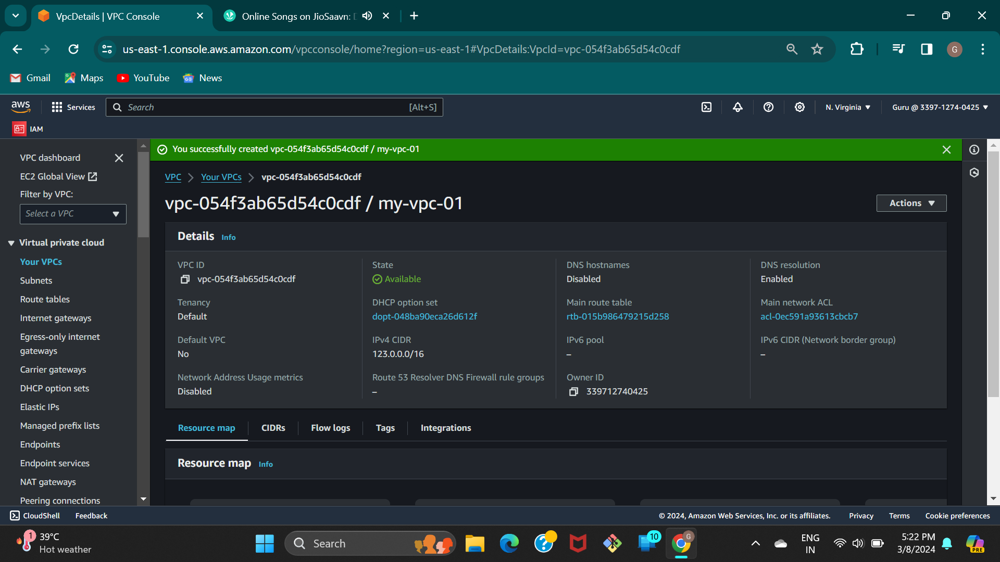 VpcDetails | VPC Console
Online Songs on JioSaavn:
us-east-1.console.aws.amazon.com/vpcconsole/home?region=us-east-1#VpcDetails:VpcId=vpc-054f3ab65d54c0cdf
G
Gmail
Maps
YouTube
News
aws
Services
Search
[Alt+S]
N. Virginia
Guru @ 3397-1274-0425
IAM
VPC dashboard
EC2 Global View
Filter by VPC:
Select a VPC
Virtual private cloud
Your VPCs
Subnets
Route tables
Internet gateways
Egress-only internet
gateways
Carrier gateways
DHCP option sets
Elastic IPs
Managed prefix lists
Endpoints
Endpoint services
NAT gateways
Peering connections
You successfully created vpc-054f3ab65d54c0cdf / my-vpc-01
VPC
Your VPCs
vpc-054f3ab65d54c0cdf
vpc-054f3ab65d54c0cdf / my-vpc-01
Actions
Details Info
VPC ID
vpc-054f3ab65d54c0cdf
State
Available
DNS hostnames
Disabled
DNS resolution
Enabled
Tenancy
Default
DHCP option set
dopt-048ba90eca26d612f
Main route table
rtb-015b986479215d258
Main network ACL
acl-0ec591a93613cbcb7
Default VPC
No
IPv4 CIDR
123.0.0.0/16
IPv6 pool
–
IPv6 CIDR (Network border group)
–
Network Address Usage metrics
Disabled
Route 53 Resolver DNS Firewall rule groups
–
Owner ID
339712740425
Resource map
CIDRs
Flow logs
Tags
Integrations
Resource map Info
CloudShell
Feedback
© 2024, Amazon Web Services, Inc. or its affiliates.
Privacy
Terms
Cookie preferences
1
39°C
Hot weather
Search
10
G
ENG
IN
5:22 PM
3/8/2024
PRE